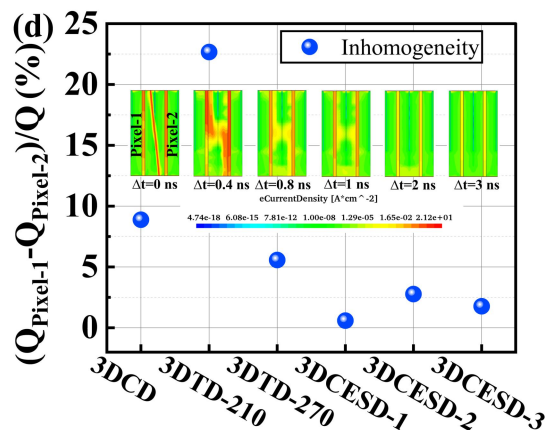 (d)
(Q_Pixel-1-Q_Pixel-2)/Q (%)
25
20
15
10
5
0
Inhomogeneity
Pixel-1
Pixel-2
Δt=0 ns
Δt=0.4 ns
Δt=0.8 ns
Δt=1 ns
Δt=2 ns
Δt=3 ns
eCurrentDensity [A*cm^-2]
4.74e-18 6.08e-15 7.81e-12 1.00e-08 1.29e-05 1.65e-02 2.12e+01
3DCD
3DTD-210
3DTD-270
3DCESD-1
3DCESD-2
3DCESD-3